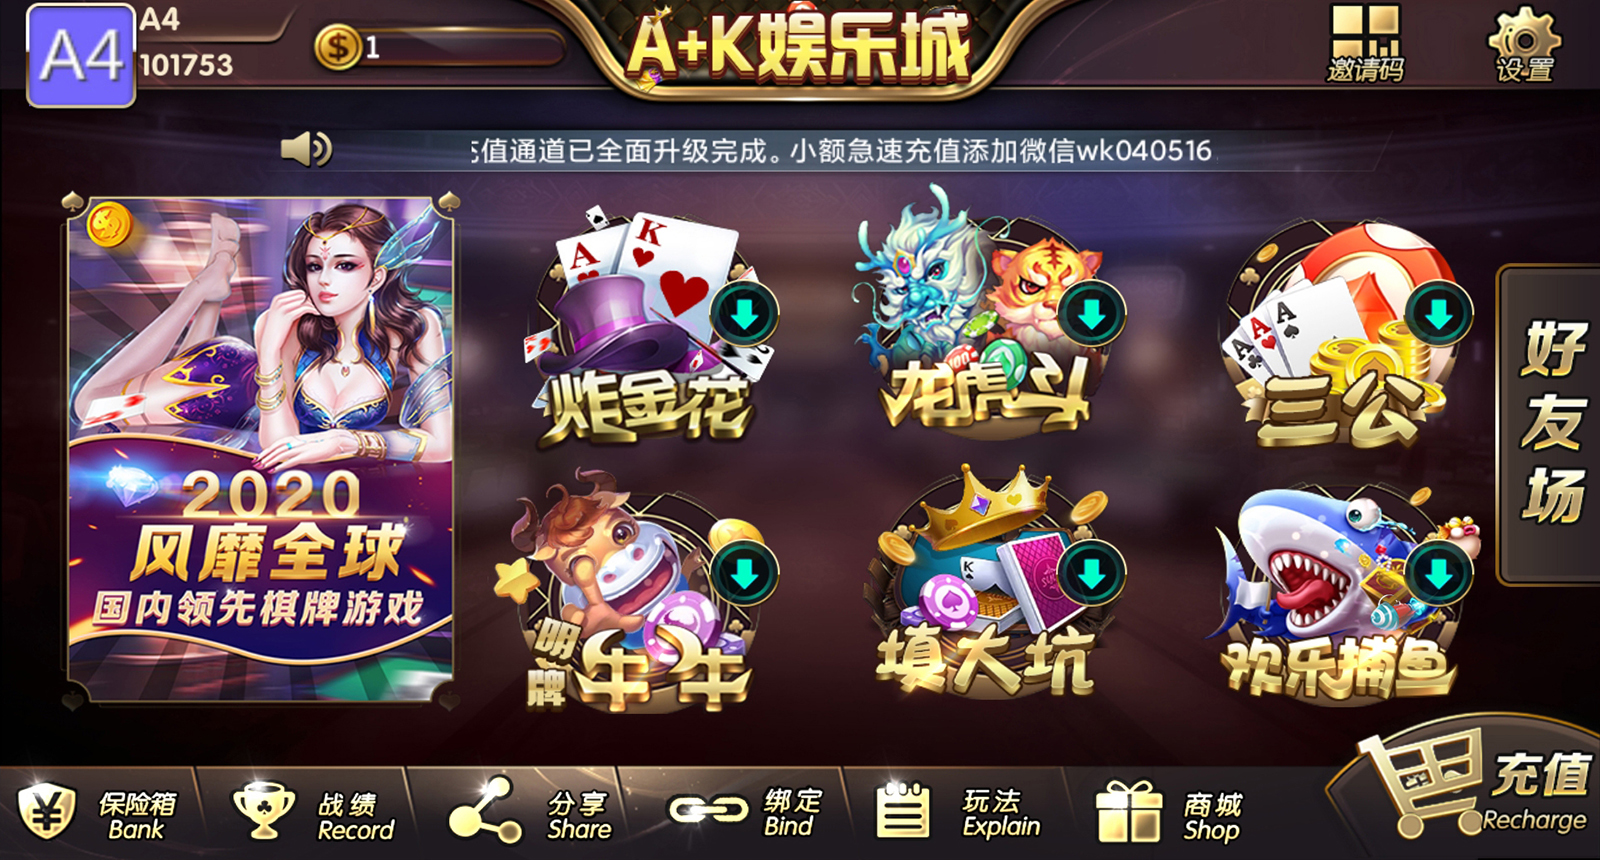 A4
A4
101753
1
A+K娱乐城
邀请码
设置
值通道已全面升级完成。小额急速充值添加微信wk040516
2020
风靡全球
国内领先棋牌游戏
A
K
炸金花
龙虎斗
A
A
A
三公
好友场
明牌
牛牛
K
填大坑
欢乐捕鱼
保险箱
Bank
战绩
Record
分享
Share
绑定
Bind
玩法
Explain
商城
Shop
充值
Recharge